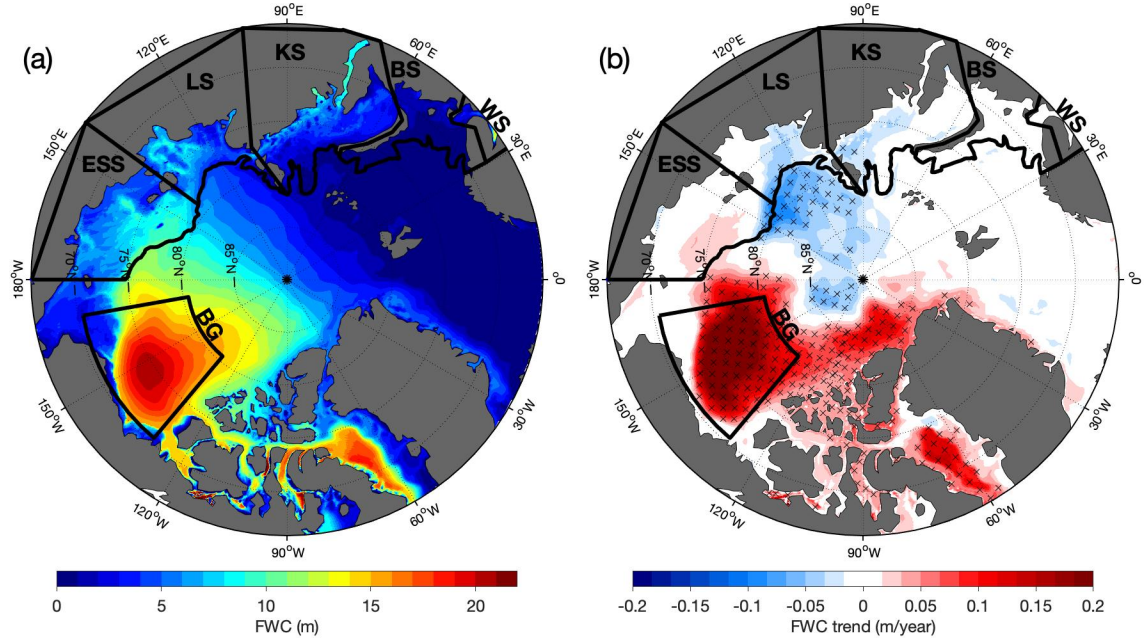 (a)
90°E
120°E
60°E
150°E
30°E
180°W
0
150°W
30°W
120°W
60°W
90°W
KS
LS
BS
WS
ESS
BG
70°N
75°N
80°N
85°N
0 5 10 15 20
FWC (m)
(b)
90°E
120°E
60°E
150°E
30°E
180°W
0
150°W
30°W
120°W
60°W
90°W
KS
LS
BS
WS
ESS
BG
70°N
75°N
80°N
85°N
-0.2 -0.15 -0.1 -0.05 0 0.05 0.1 0.15 0.2
FWC trend (m/year)